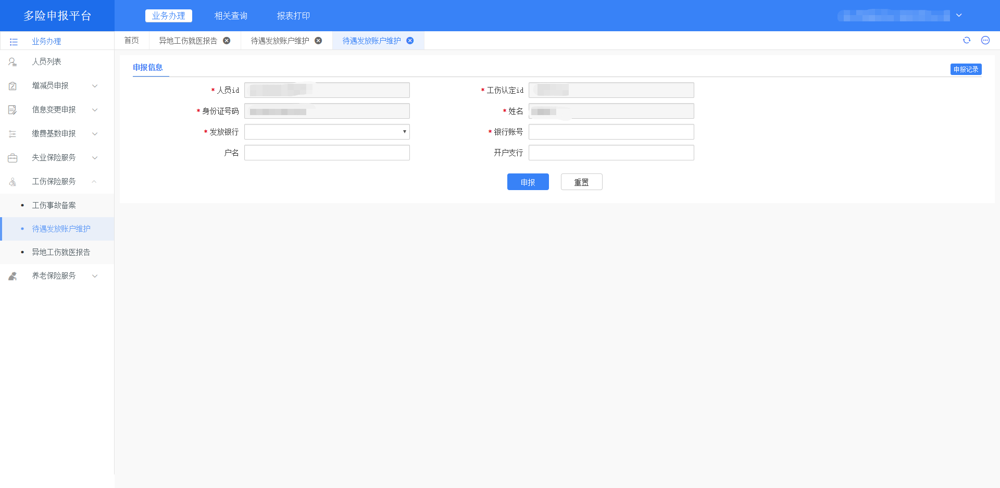 多险申报平台
业务办理 相关查询 报表打印
业务办理
人员列表
增减员申报
信息变更申报
缴费基数申报
失业保险服务
工伤保险服务
工伤事故备案
待遇发放账户维护
异地工伤就医报告
养老保险服务
首页 异地工伤就医报告 待遇发放账户维护 待遇发放账户维护
申报信息
申报记录
* 人员id * 工伤认定id
* 身份证号码 * 姓名
* 发放银行 * 银行账号
户名 开户支行
申报 重置